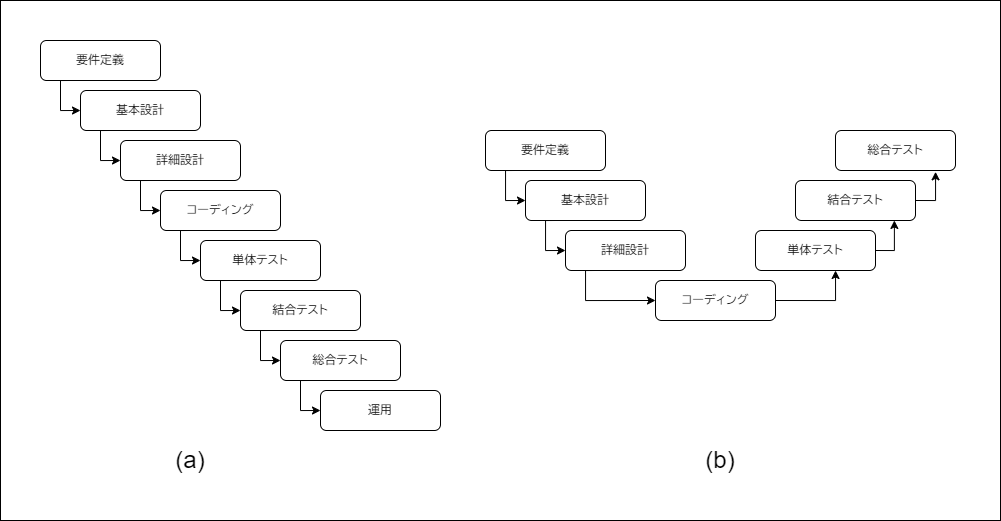 要件定義
基本設計
詳細設計
コーディング
単体テスト
結合テスト
総合テスト
運用
(a)
要件定義
基本設計
詳細設計
コーディング
単体テスト
結合テスト
総合テスト
(b)